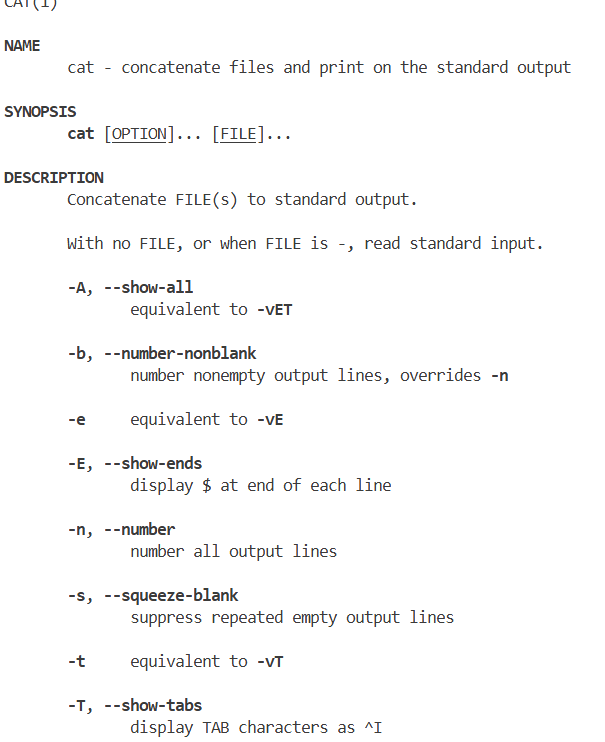 CAT(1)
NAME
cat - concatenate files and print on the standard output
SYNOPSIS
cat [OPTION]... [FILE]...
DESCRIPTION
Concatenate FILE(s) to standard output.
With no FILE, or when FILE is -, read standard input.
-A, --show-all
equivalent to -vET
-b, --number-nonblank
number nonempty output lines, overrides -n
-e equivalent to -vE
-E, --show-ends
display $ at end of each line
-n, --number
number all output lines
-s, --squeeze-blank
suppress repeated empty output lines
-t equivalent to -vT
-T, --show-tabs
display TAB characters as ^I